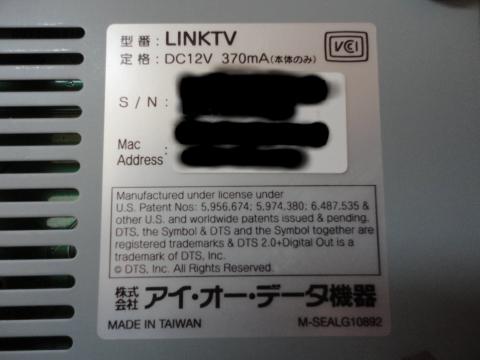 型番：LINKTV
定格：DC12V 370mA(本体のみ)
VCCI
S/N：
Mac Address：
Manufactured under license under
U.S. Patent Nos: 5,956,674; 5,974,380; 6,487,535 &
other U.S. and worldwide patents issued & pending.
DTS, the Symbol & DTS and the Symbol together are
registered trademarks & DTS 2.0+Digital Out is a
trademark of DTS, Inc.
© DTS, Inc. All Rights Reserved.
株式会社 アイ・オー・データ機器
MADE IN TAIWAN
M-SEALG10892